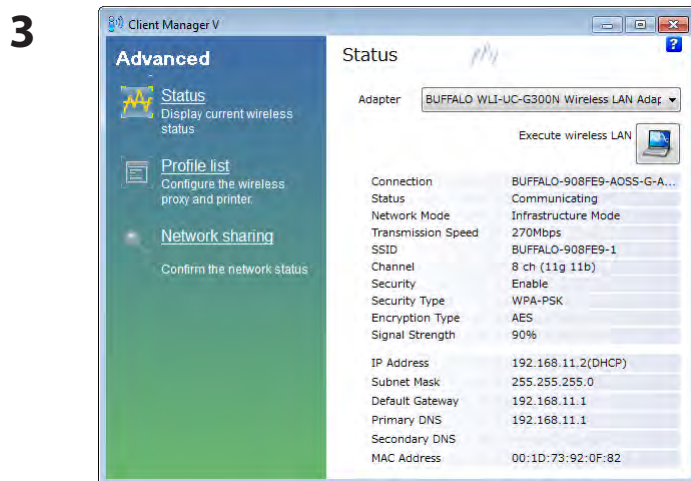 3
Client Manager V
?
Advanced
Status
Display current wireless
status
Profile list
Configure the wireless
proxy and printer.
Network sharing
Confirm the network status
Status
Adapter BUFFALO WLI-UC-G300N Wireless LAN Adap
Execute wireless LAN
Connection BUFFALO-908FE9-AOSS-G-A...
Status Communicating
Network Mode Infrastructure Mode
Transmission Speed 270Mbps
SSID BUFFALO-908FE9-1
Channel 8 ch (11g 11b)
Security Enable
Security Type WPA-PSK
Encryption Type AES
Signal Strength 90%
IP Address 192.168.11.2(DHCP)
Subnet Mask 255.255.255.0
Default Gateway 192.168.11.1
Primary DNS 192.168.11.1
Secondary DNS
MAC Address 00:1D:73:92:0F:82